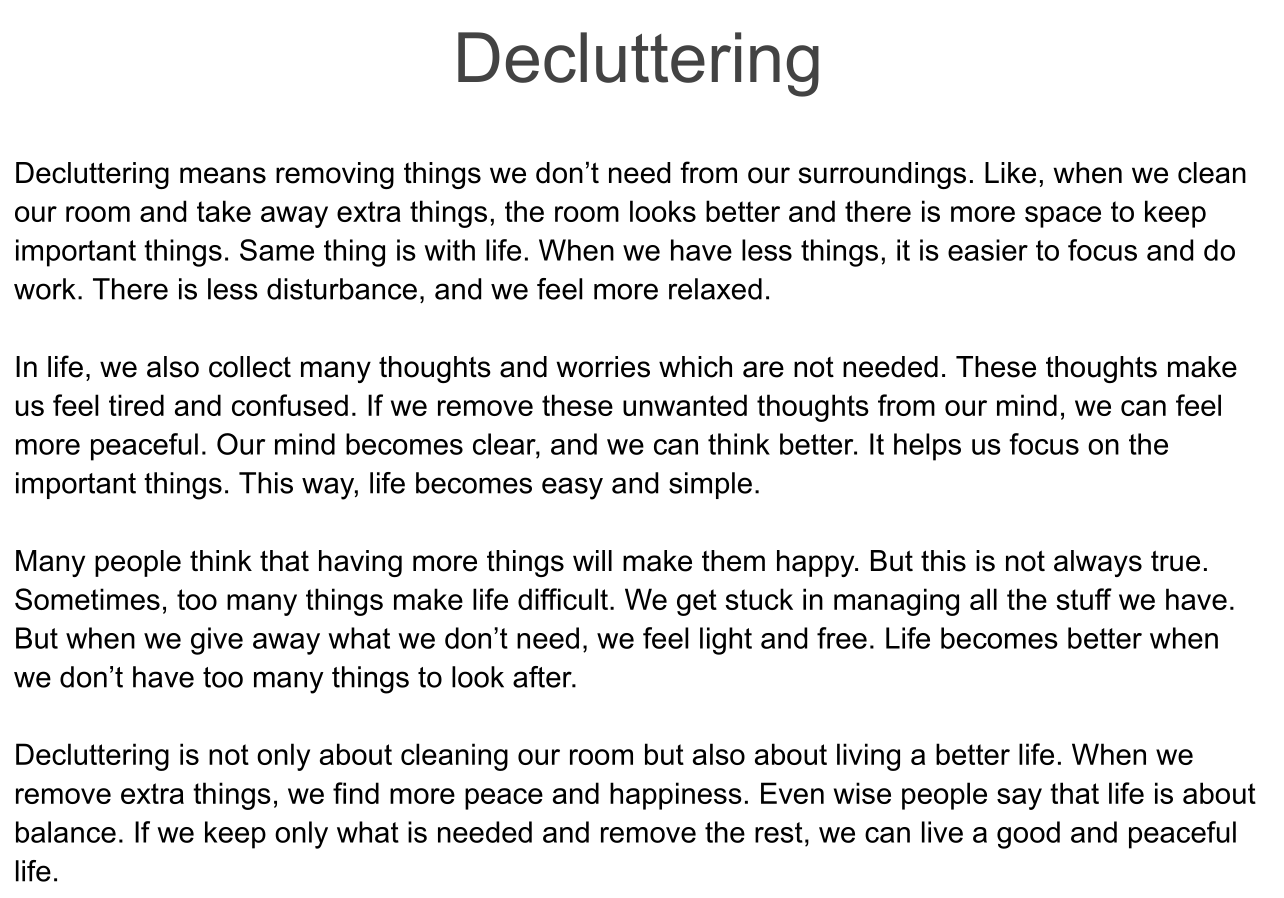 Decluttering
Decluttering means removing things we don’t need from our surroundings. Like, when we clean
our room and take away extra things, the room looks better and there is more space to keep
important things. Same thing is with life. When we have less things, it is easier to focus and do
work. There is less disturbance, and we feel more relaxed.
In life, we also collect many thoughts and worries which are not needed. These thoughts make
us feel tired and confused. If we remove these unwanted thoughts from our mind, we can feel
more peaceful. Our mind becomes clear, and we can think better. It helps us focus on the
important things. This way, life becomes easy and simple.
Many people think that having more things will make them happy. But this is not always true.
Sometimes, too many things make life difficult. We get stuck in managing all the stuff we have.
But when we give away what we don’t need, we feel light and free. Life becomes better when
we don’t have too many things to look after.
Decluttering is not only about cleaning our room but also about living a better life. When we
remove extra things, we find more peace and happiness. Even wise people say that life is about
balance. If we keep only what is needed and remove the rest, we can live a good and peaceful
life.